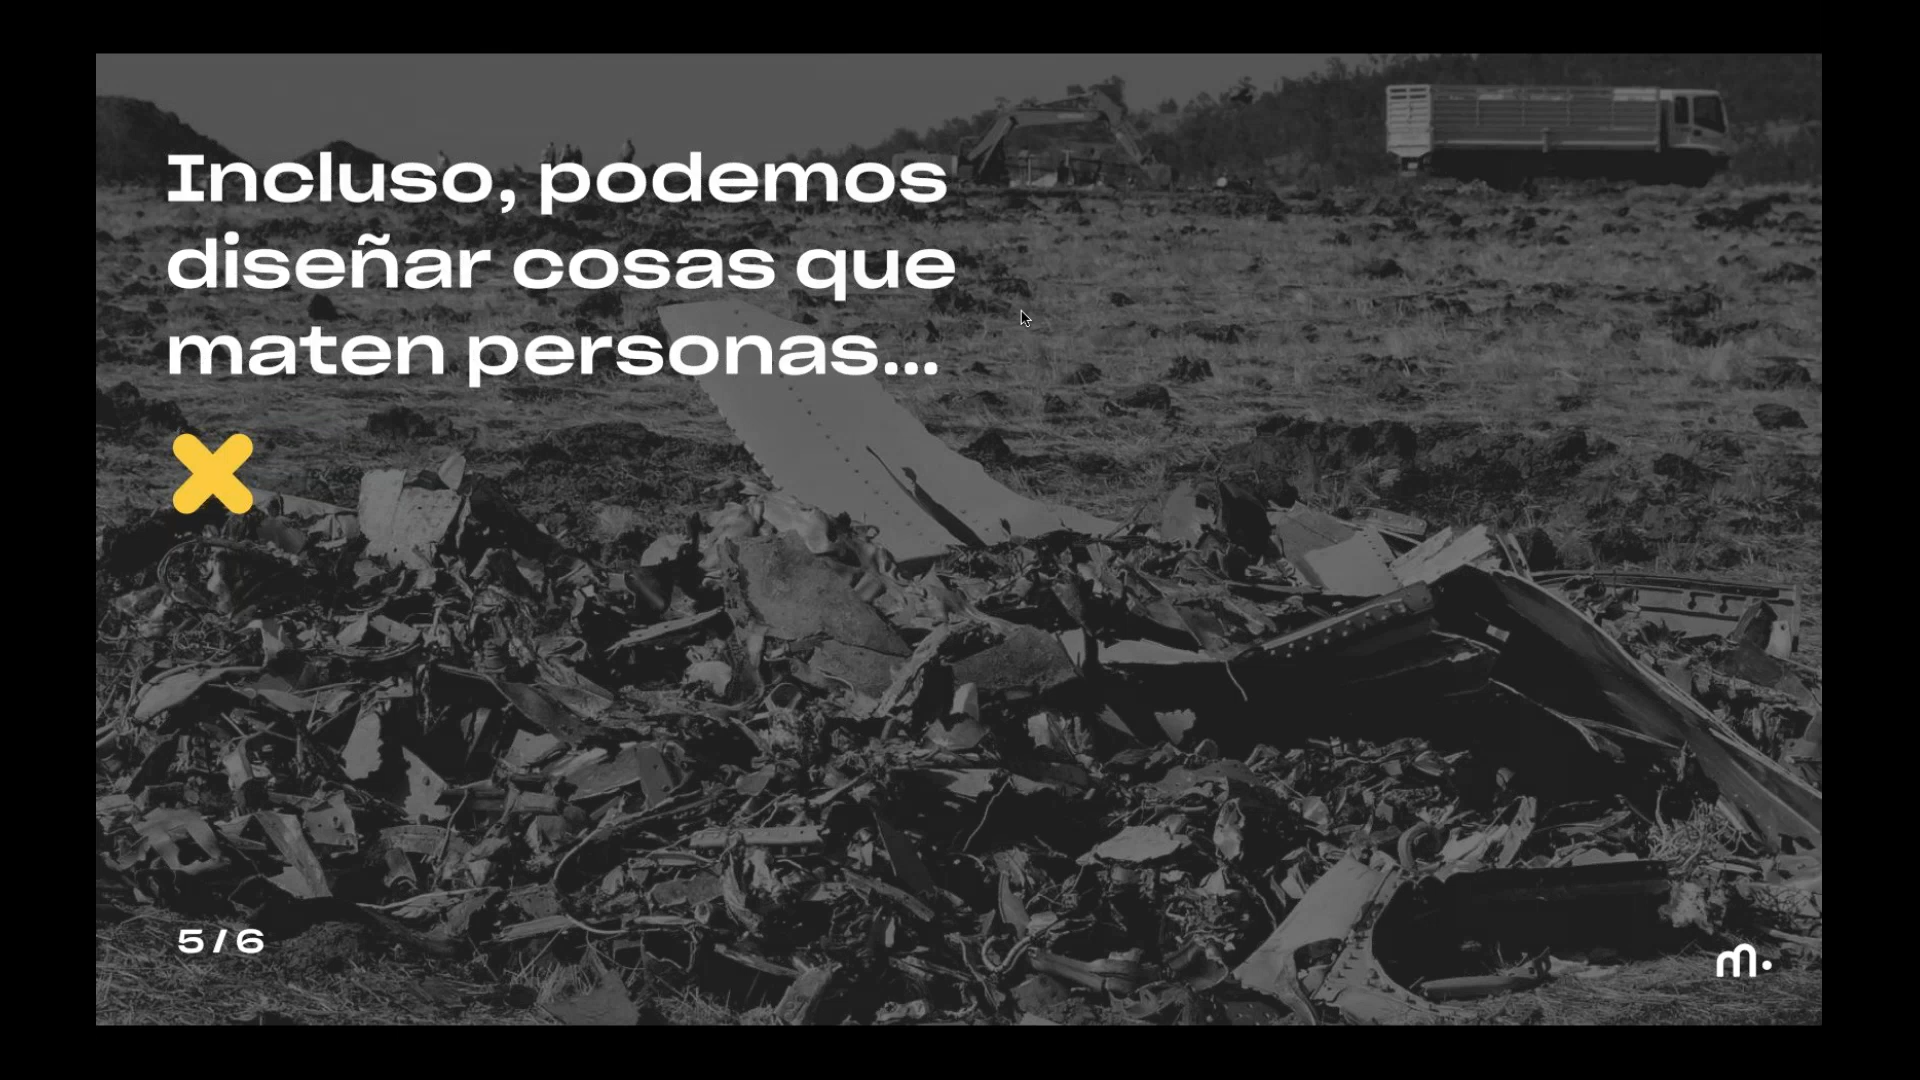 Incluso, podemos
diseñar cosas que
maten personas...
5 / 6
m.